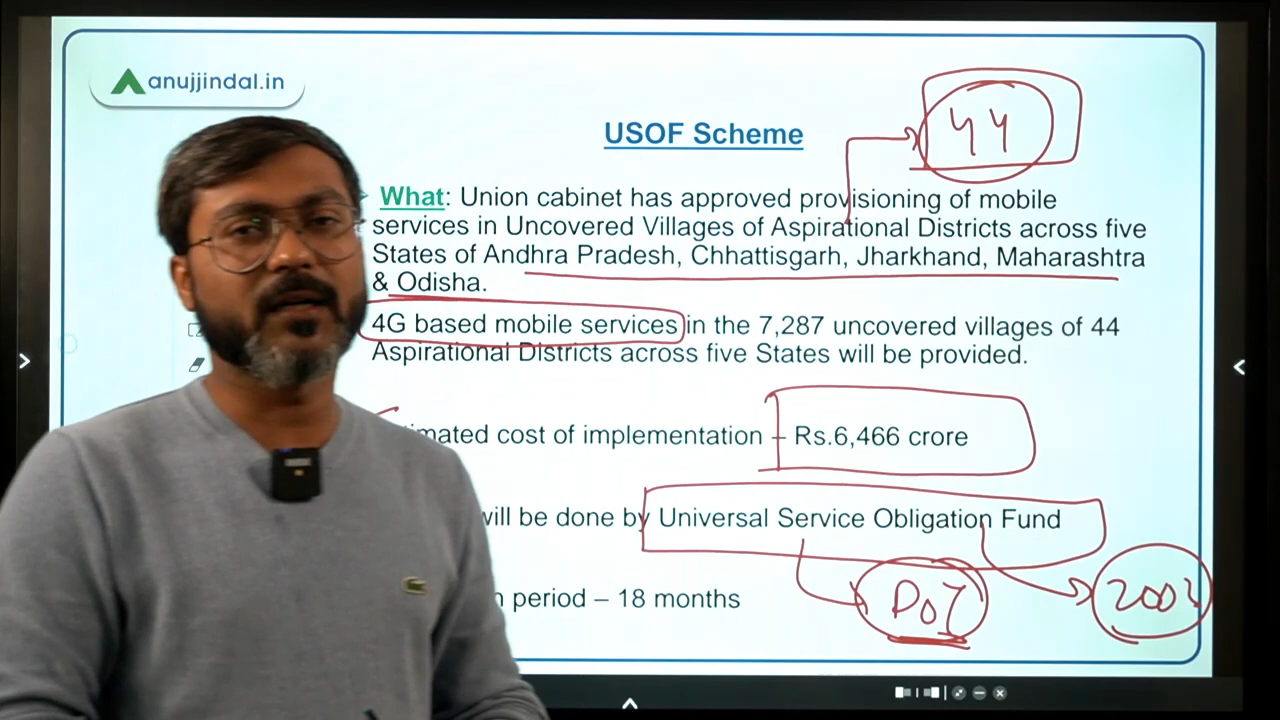 anujjindal.in
44
USOF Scheme
What: Union cabinet has approved provisioning of mobile
services in Uncovered Villages of Aspirational Districts across five
States of Andhra Pradesh, Chhattisgarh, Jharkhand, Maharashtra
& Odisha.
4G based mobile services in the 7,287 uncovered villages of 44
Aspirational Districts across five States will be provided.
timated cost of implementation – Rs.6,466 crore
will be done by Universal Service Obligation Fund
period – 18 months